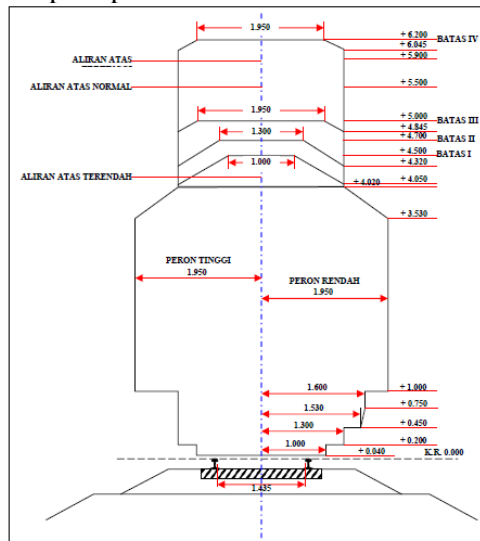 1.950
+ 6.200
BATAS IV
+ 6.045
+ 5.900
ALIRAN ATAS
ALIRAN ATAS NORMAL
+ 5.500
1.950
+ 5.000
BATAS III
+ 4.845
1.300
+ 4.700
BATAS II
1.000
+ 4.500
BATAS I
+ 4.320
ALIRAN ATAS TERENDAH
+ 4.020
+ 4.050
+ 3.530
PERON TINGGI
1.950
PERON RENDAH
1.950
1.600
+ 1.000
1.530
+ 0.750
1.300
+ 0.450
1.000
+ 0.200
+ 0.040
K.R. 0.000
1.435